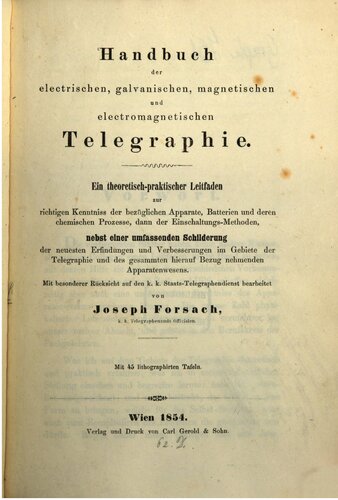 Handbuch
der
electrischen, galvanischen, magnetischen
und
electromagnetischen
Telegraphie.
Ein theoretisch-praktischer Leitfaden
zur
richtigen Kenntniss der bezüglichen Apparate, Batterien und deren
chemischen Prozesse, dann der Einschaltungs-Methoden,
nebst einer umfassenden Schilderung
der neuesten Erfindungen und Verbesserungen im Gebiete der
Telegraphie und des gesammten hierauf Bezug nehmenden
Apparatenwesens.
Mit besonderer Rücksicht auf den k. k. Staats-Telegraphendienst bearbeitet
von
Joseph Forsach,
k. k. Telegraphenamts Officialen.
Mit 45 lithographirten Tafeln.
Wien 1854.
Verlag und Druck von Carl Gerold & Sohn.